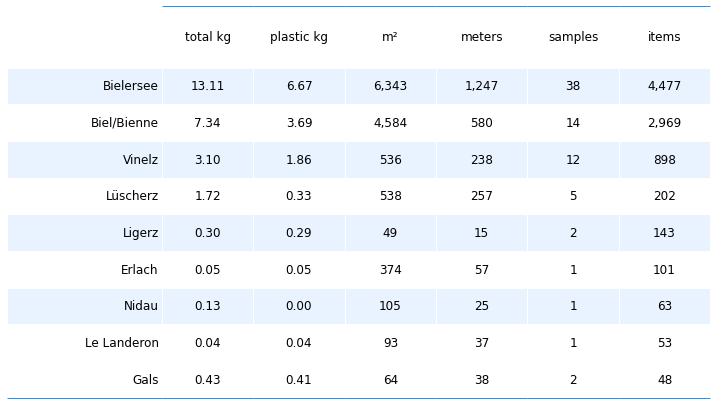 total kg plastic kg m² meters samples items
Bielersee 13.11 6.67 6,343 1,247 38 4,477
Biel/Bienne 7.34 3.69 4,584 580 14 2,969
Vinelz 3.10 1.86 536 238 12 898
Lüscherz 1.72 0.33 538 257 5 202
Ligerz 0.30 0.29 49 15 2 143
Erlach 0.05 0.05 374 57 1 101
Nidau 0.13 0.00 105 25 1 63
Le Landeron 0.04 0.04 93 37 1 53
Gals 0.43 0.41 64 38 2 48